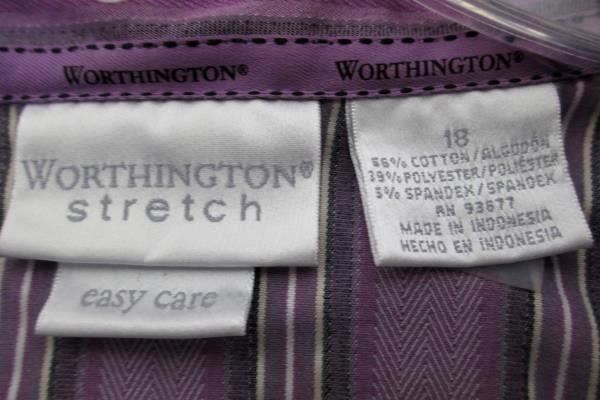 WORTHINGTON® WORTHINGTON®
WORTHINGTON®
stretch
easy care
18
56% COTTON/ALGODÓN
39% POLYESTER/POLIÉSTER
5% SPANDEX/SPANDEX
RN 93677
MADE IN INDONESIA
HECHO EN INDONESIA